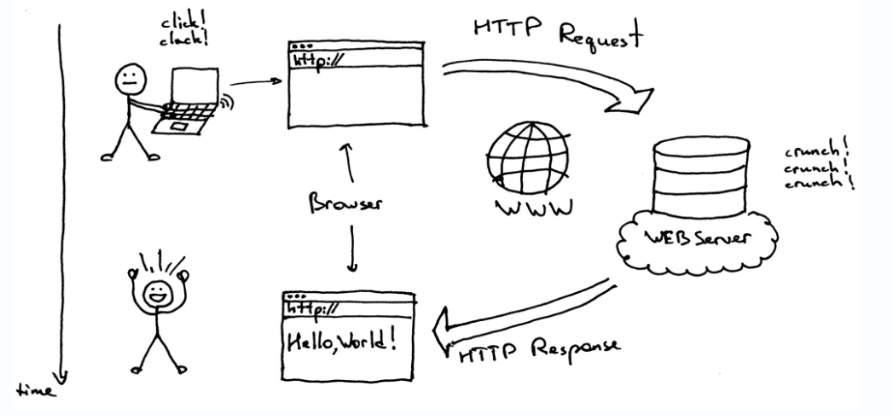 click!
clack!
HTTP Request
http://
crunch!
crunch!
crunch!
Browser
WWW
WEB Server
http://
Hello, World!
HTTP Response
time